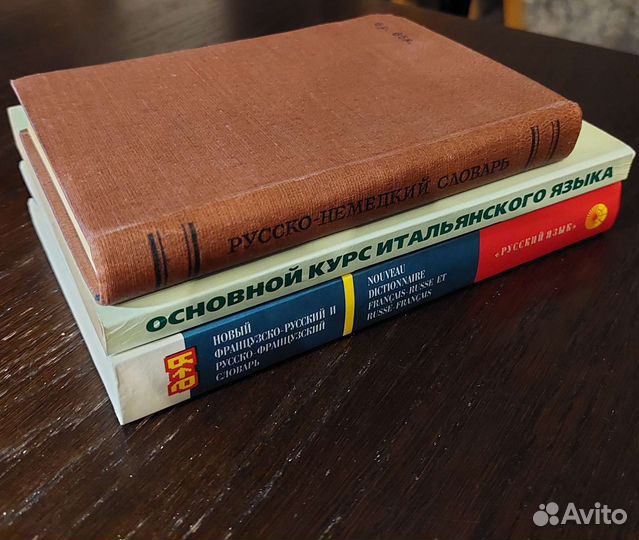 РУССКО-НЕМЕЦКИЙ СЛОВАРЬ
ОСНОВНОЙ КУРС ИТАЛЬЯНСКОГО ЯЗЫКА
НОВЫЙ
ФРАНЦУЗСКО-РУССКИЙ И
РУССКО-ФРАНЦУЗСКИЙ
СЛОВАРЬ
NOUVEAU
DICTIONNAIRE
FRANÇAIS-RUSSE ET
RUSSE-FRANÇAIS
«РУССКИЙ ЯЗЫК»
Avito